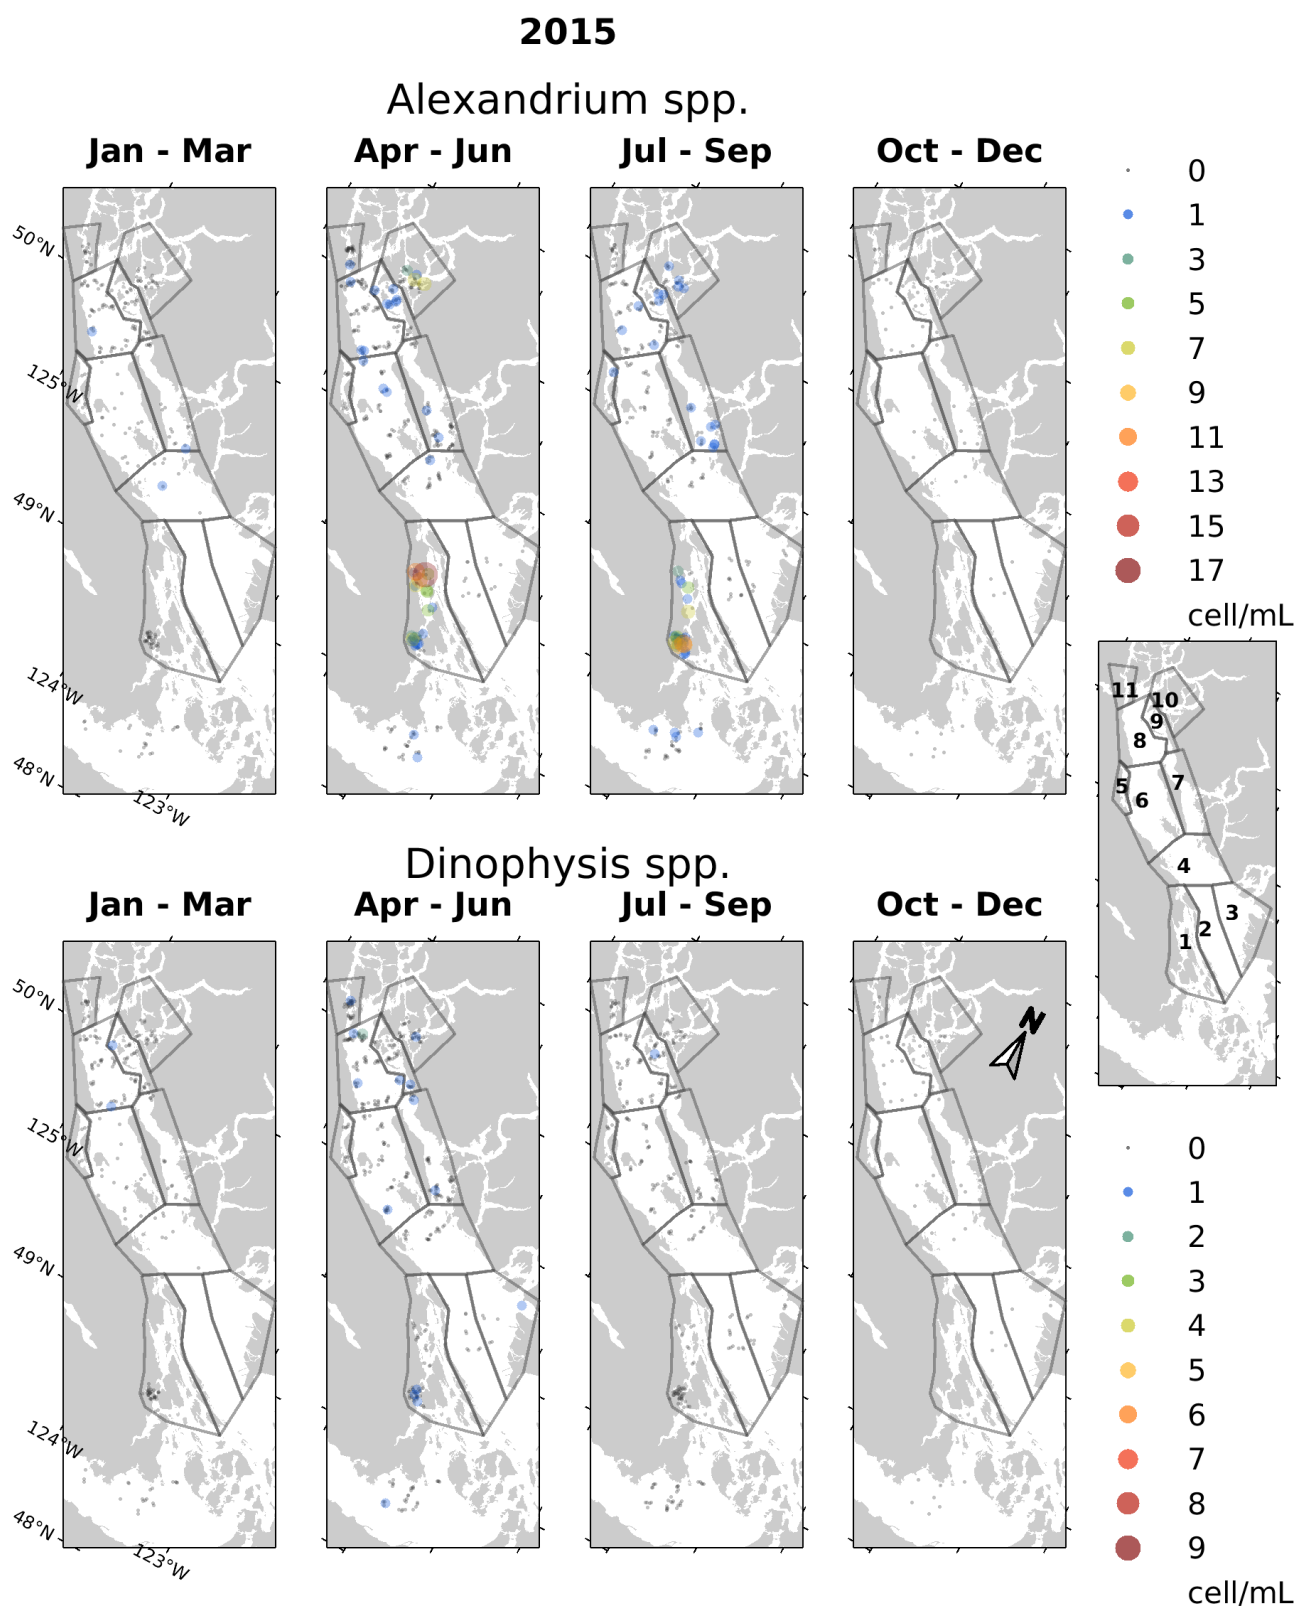 2015
Alexandrium spp.
Jan - Mar
Apr - Jun
Jul - Sep
Oct - Dec
50°N
125°W
49°N
124°W
48°N
123°W
0
1
3
5
7
9
11
13
15
17
cell/mL
11
10
9
8
7
5
6
4
3
2
1
Dinophysis spp.
Jan - Mar
Apr - Jun
Jul - Sep
Oct - Dec
50°N
125°W
49°N
124°W
48°N
123°W
N
0
1
2
3
4
5
6
7
8
9
cell/mL